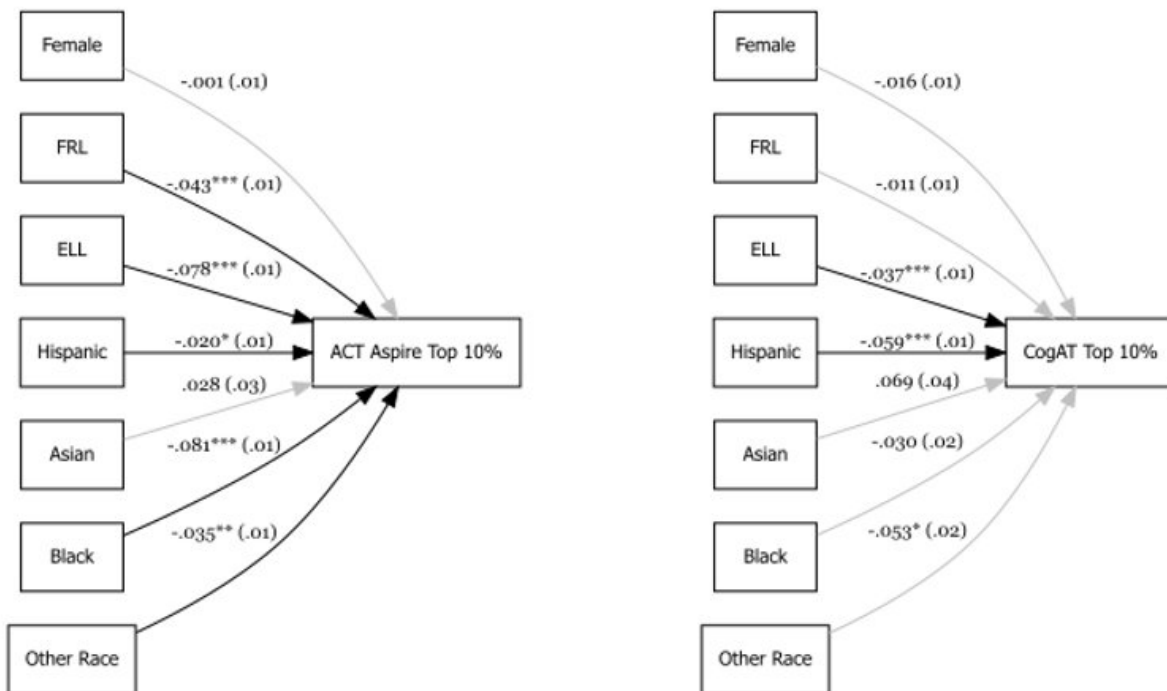 Female
-.001 (.01)
FRL
-.043*** (.01)
ELL
-.078*** (.01)
Hispanic
-.020* (.01)
ACT Aspire Top 10%
.028 (.03)
Asian
-.081*** (.01)
Black
-.035** (.01)
Other Race
Female
-.016 (.01)
FRL
-.011 (.01)
ELL
-.037*** (.01)
Hispanic
-.059*** (.01)
CogAT Top 10%
.069 (.04)
Asian
-.030 (.02)
Black
-.053* (.02)
Other Race